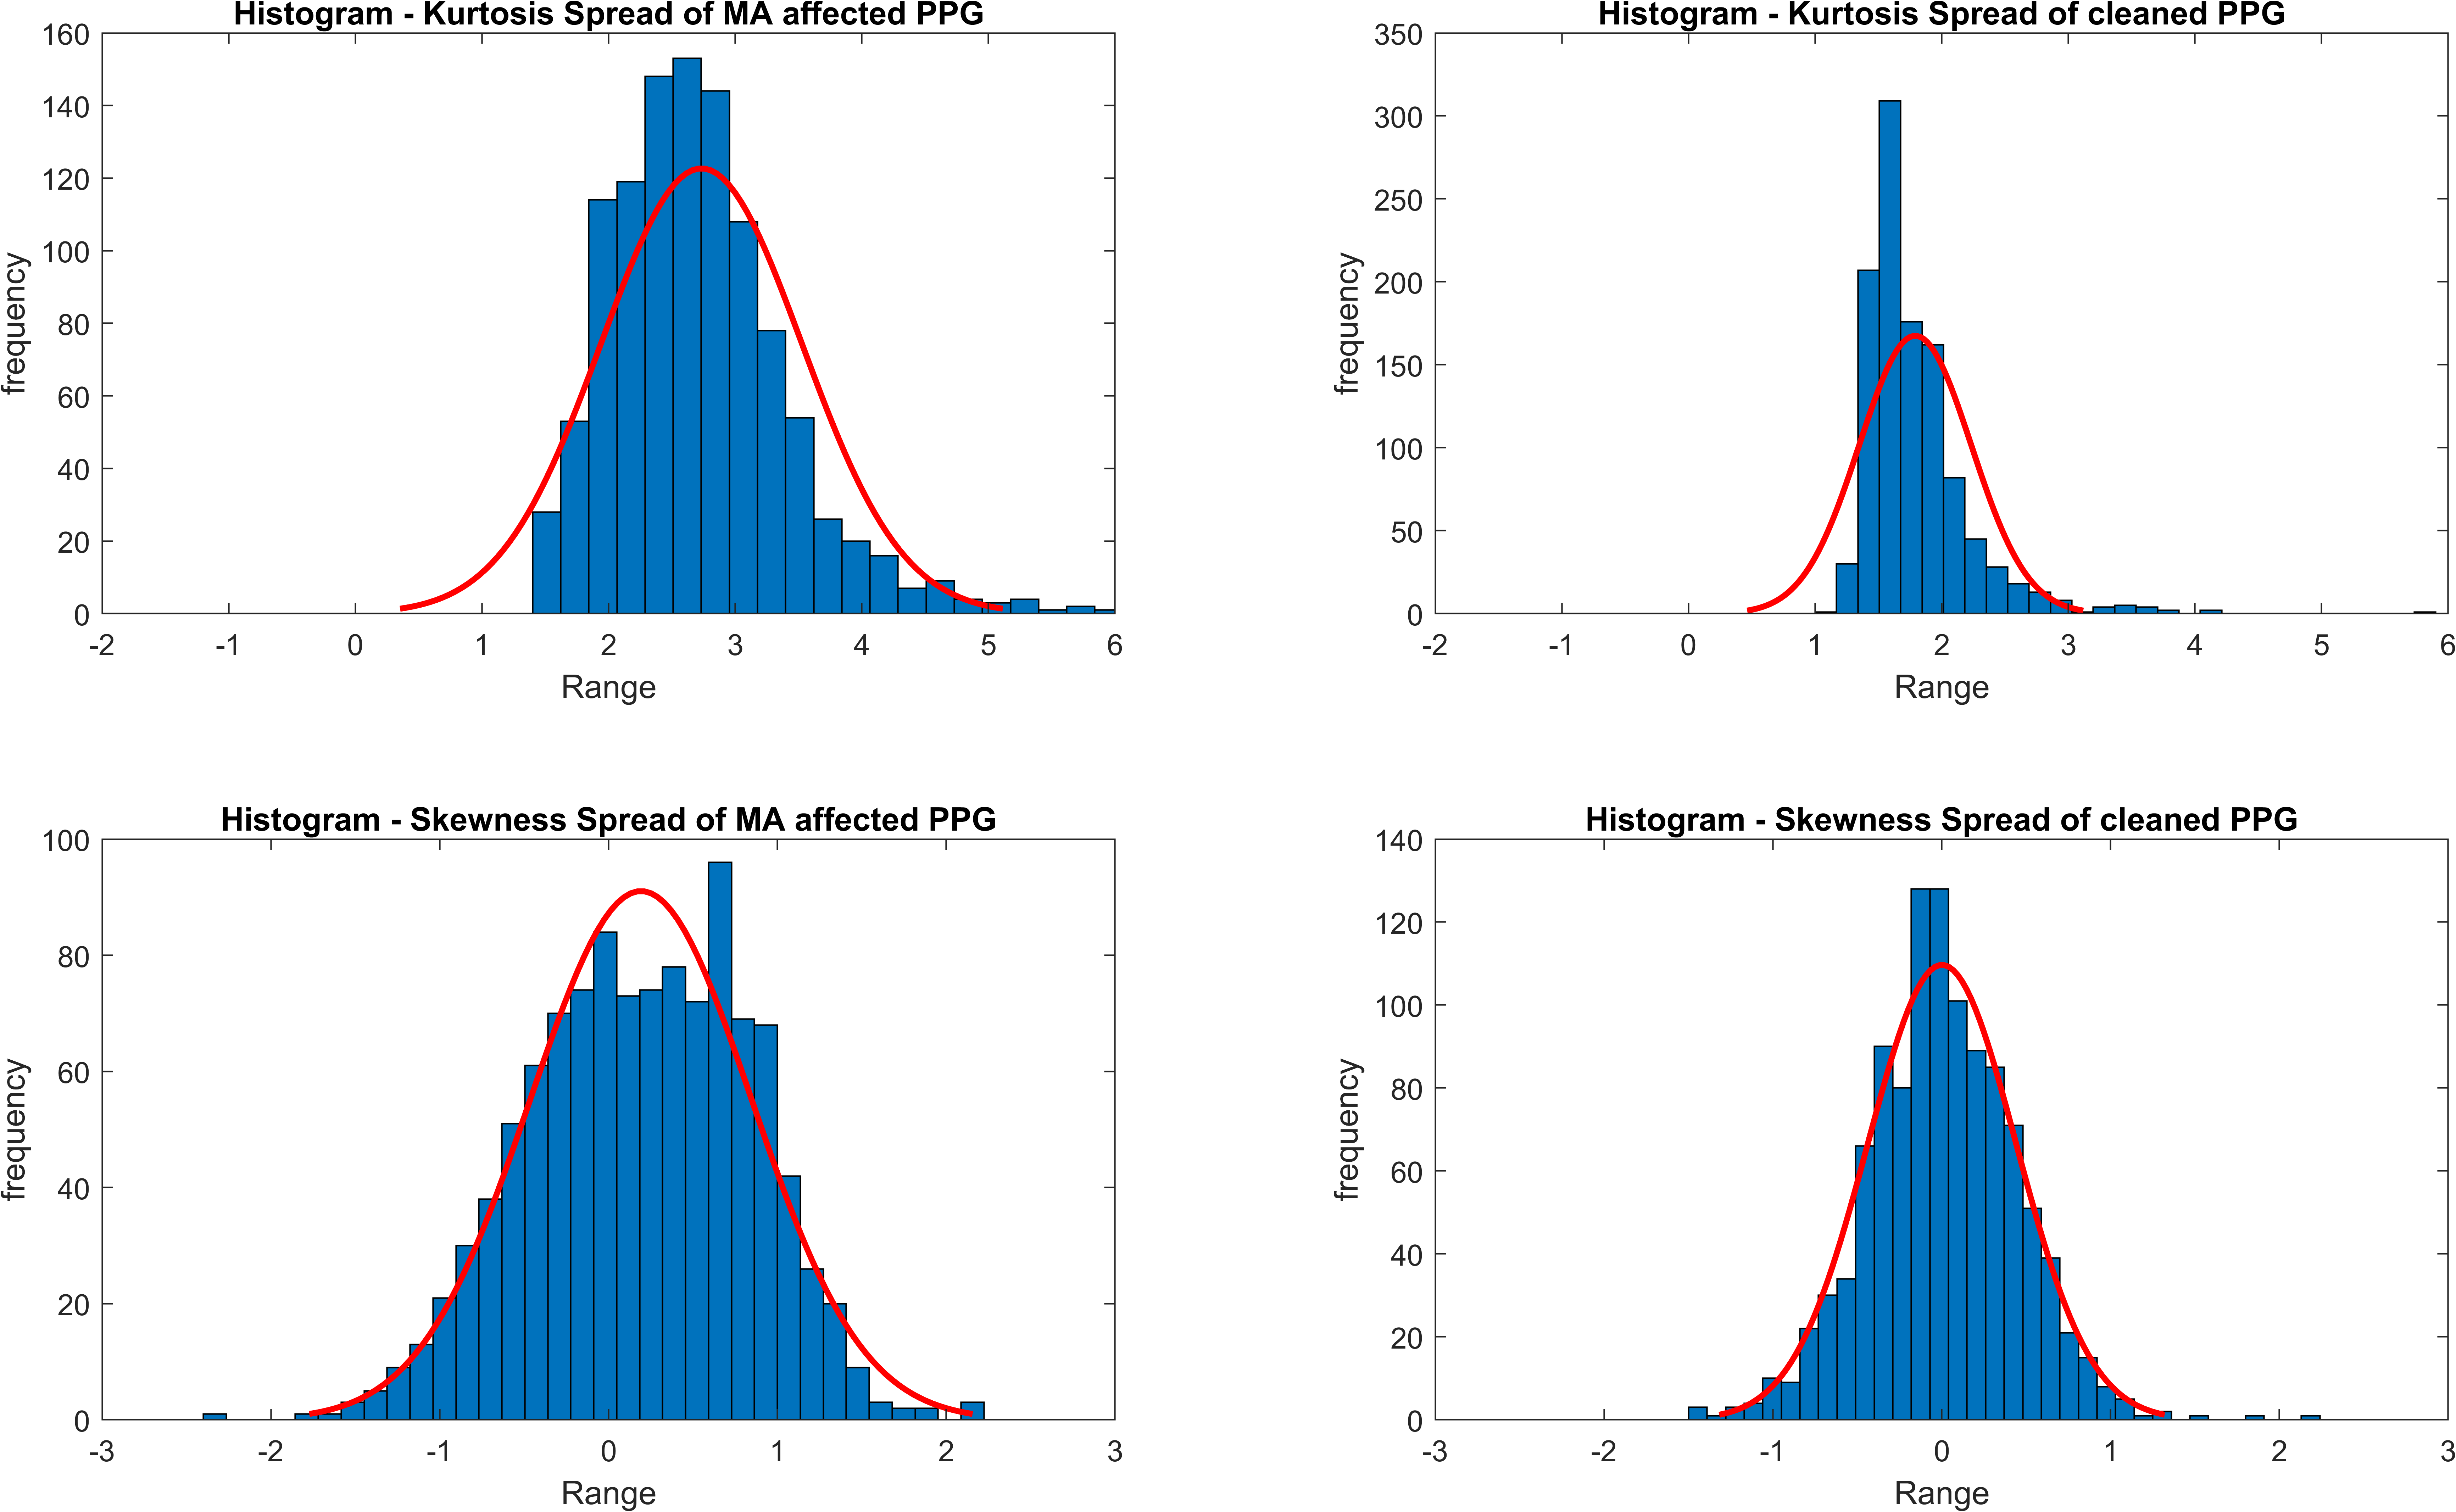 Histogram - Kurtosis Spread of MA affected PPG
160
140
120
100
80
60
40
20
0
frequency
-2 -1 0 1 2 3 4 5 6
Range
Histogram - Kurtosis Spread of cleaned PPG
350
300
250
200
150
100
50
0
frequency
-2 -1 0 1 2 3 4 5 6
Range
Histogram - Skewness Spread of MA affected PPG
100
80
60
40
20
0
frequency
-3 -2 -1 0 1 2 3
Range
Histogram - Skewness Spread of cleaned PPG
140
120
100
80
60
40
20
0
frequency
-3 -2 -1 0 1 2 3
Range